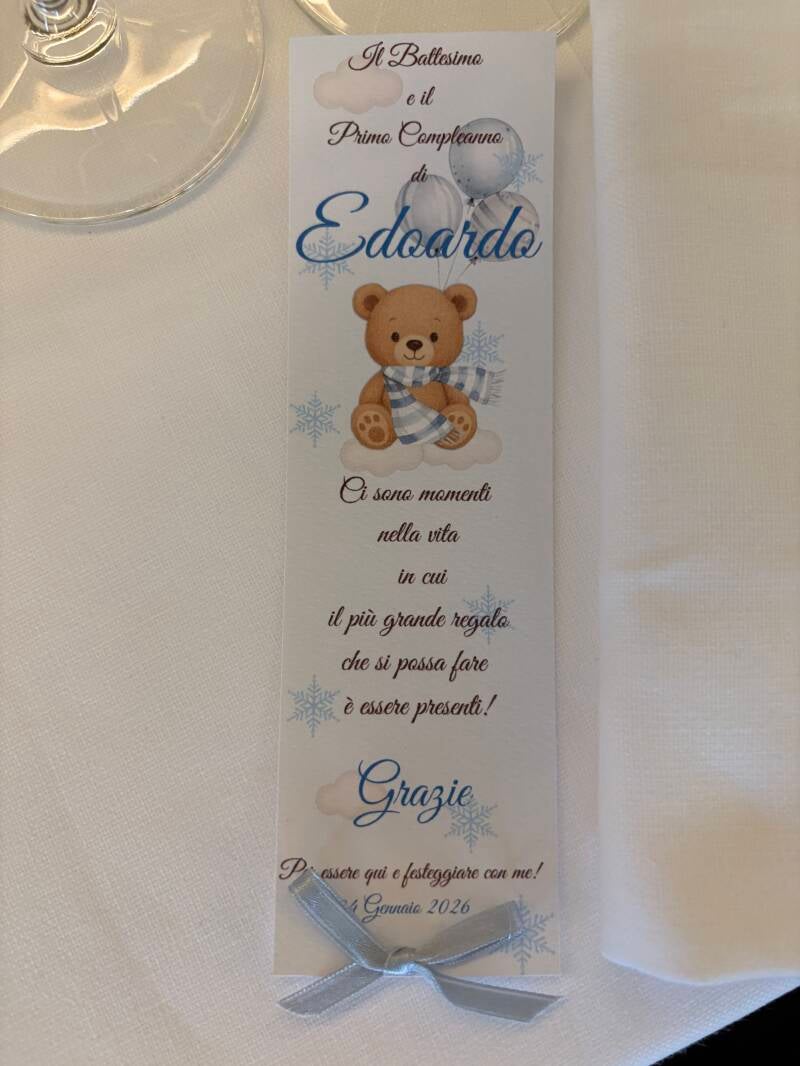 Il Battesimo
e il
Primo Compleanno
di
Edoardo
Ci sono momenti
nella vita
in cui
il più grande regalo
che si possa fare
è essere presenti!
Grazie
essere qui e festeggiare con me!
Gennaio 2026